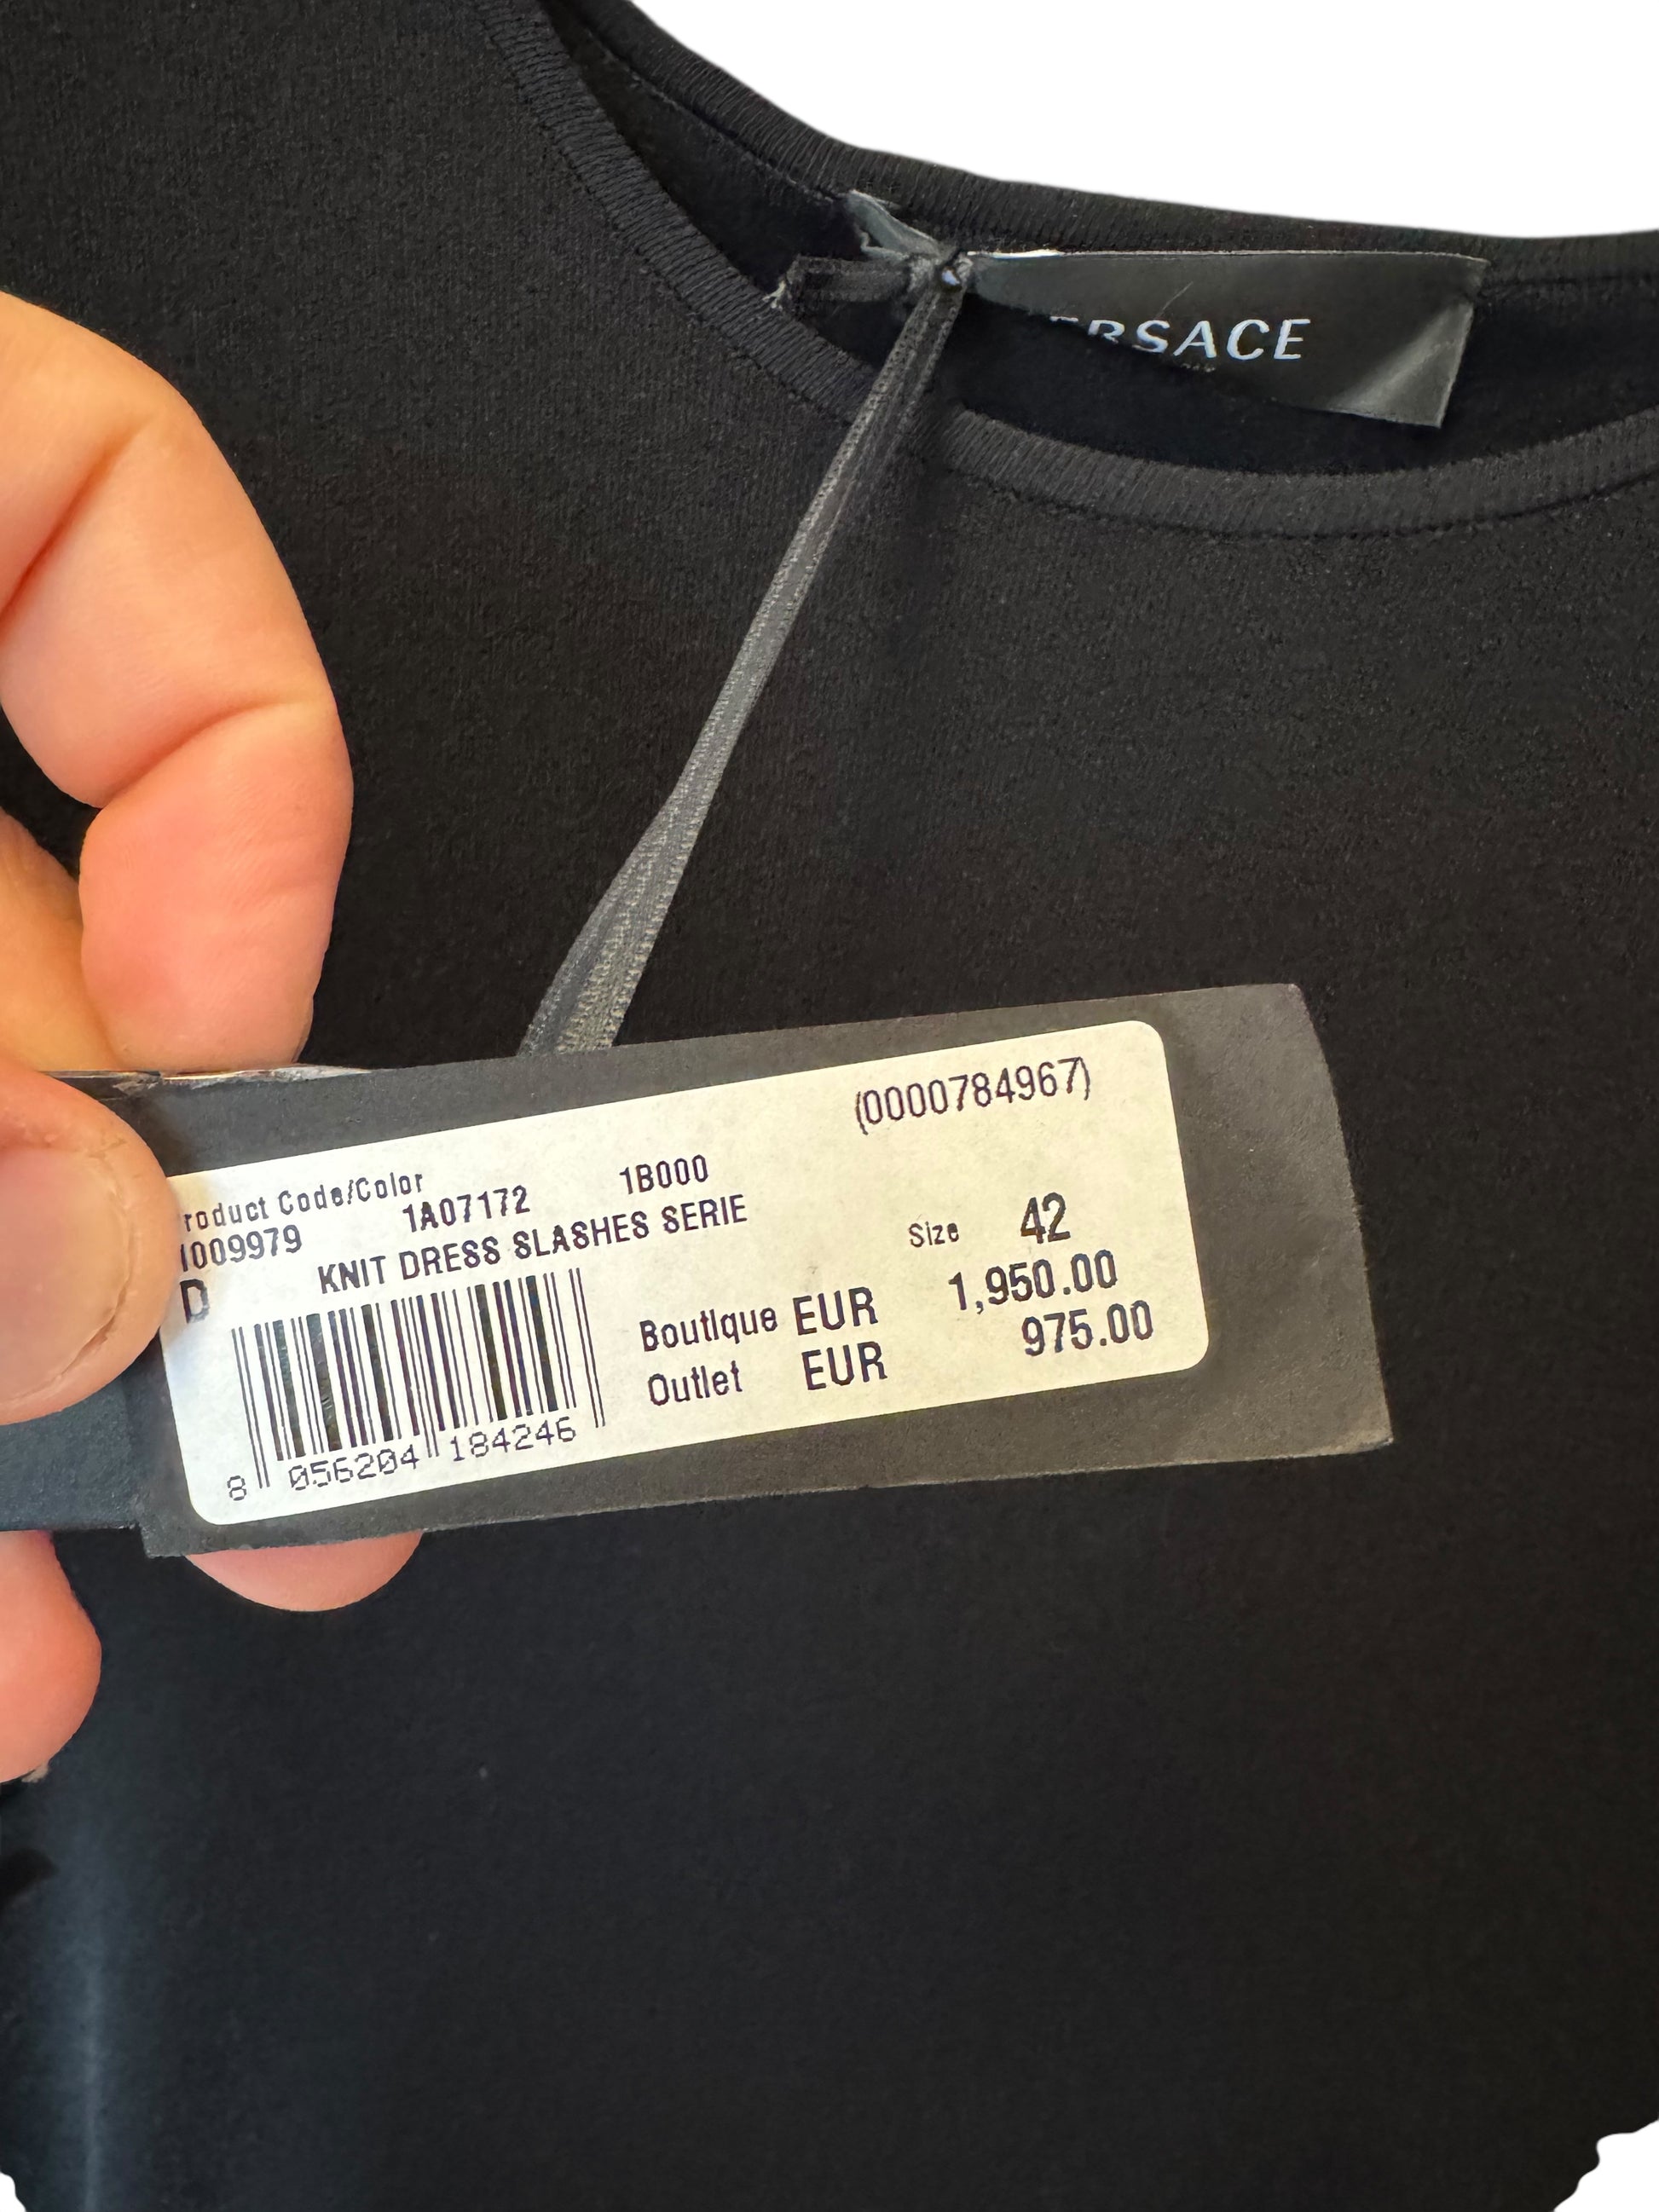 ERSACE
(0000784967)
roduct Code/Color
1009979 1A07172 1B000
D KNIT DRESS SLASHES SERIE
Size 42
Boutique EUR 1,950.00
Outlet EUR 975.00
8 056204 184246